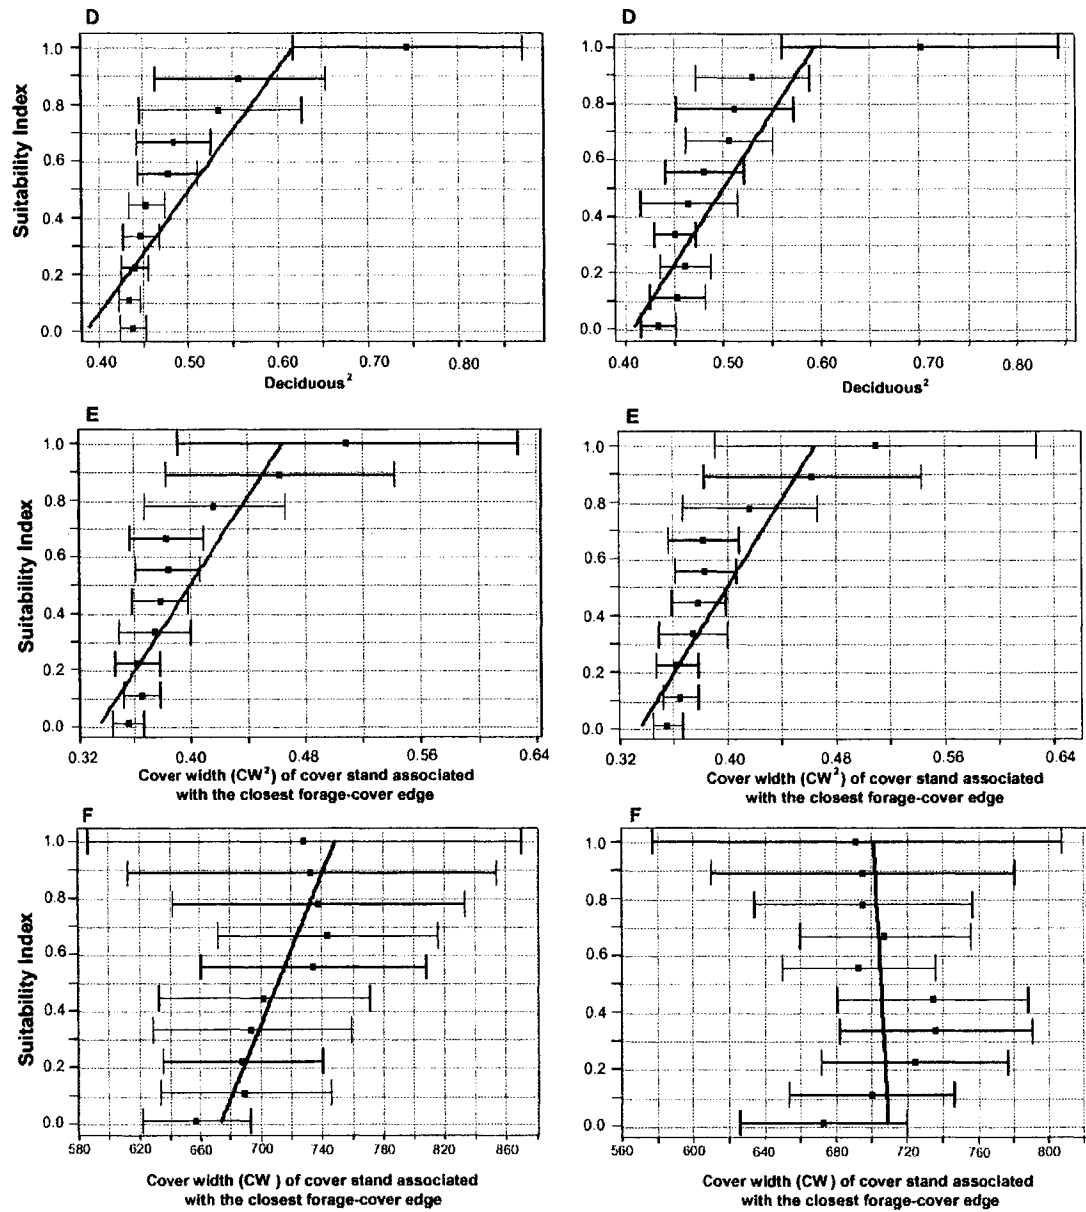 D
D
Suitability Index
1.0
0.8
0.6
0.4
0.2
0.0
0.40 0.50 0.60 0.70 0.80
Deciduous²
1.0
0.8
0.6
0.4
0.2
0.0
0.40 0.50 0.60 0.70 0.80
Deciduous²
E
E
Suitability Index
1.0
0.8
0.6
0.4
0.2
0.0
0.32 0.40 0.48 0.56 0.64
Cover width (CW²) of cover stand associated
with the closest forage-cover edge
1.0
0.8
0.6
0.4
0.2
0.0
0.32 0.40 0.48 0.56 0.64
Cover width (CW²) of cover stand associated
with the closest forage-cover edge
F
F
Suitability Index
1.0
0.8
0.6
0.4
0.2
0.0
580 620 660 700 740 780 820 860
Cover width (CW ) of cover stand associated
with the closest forage-cover edge
1.0
0.8
0.6
0.4
0.2
0.0
560 600 640 680 720 760 800
Cover width (CW) of cover stand associated
with the closest forage-cover edge